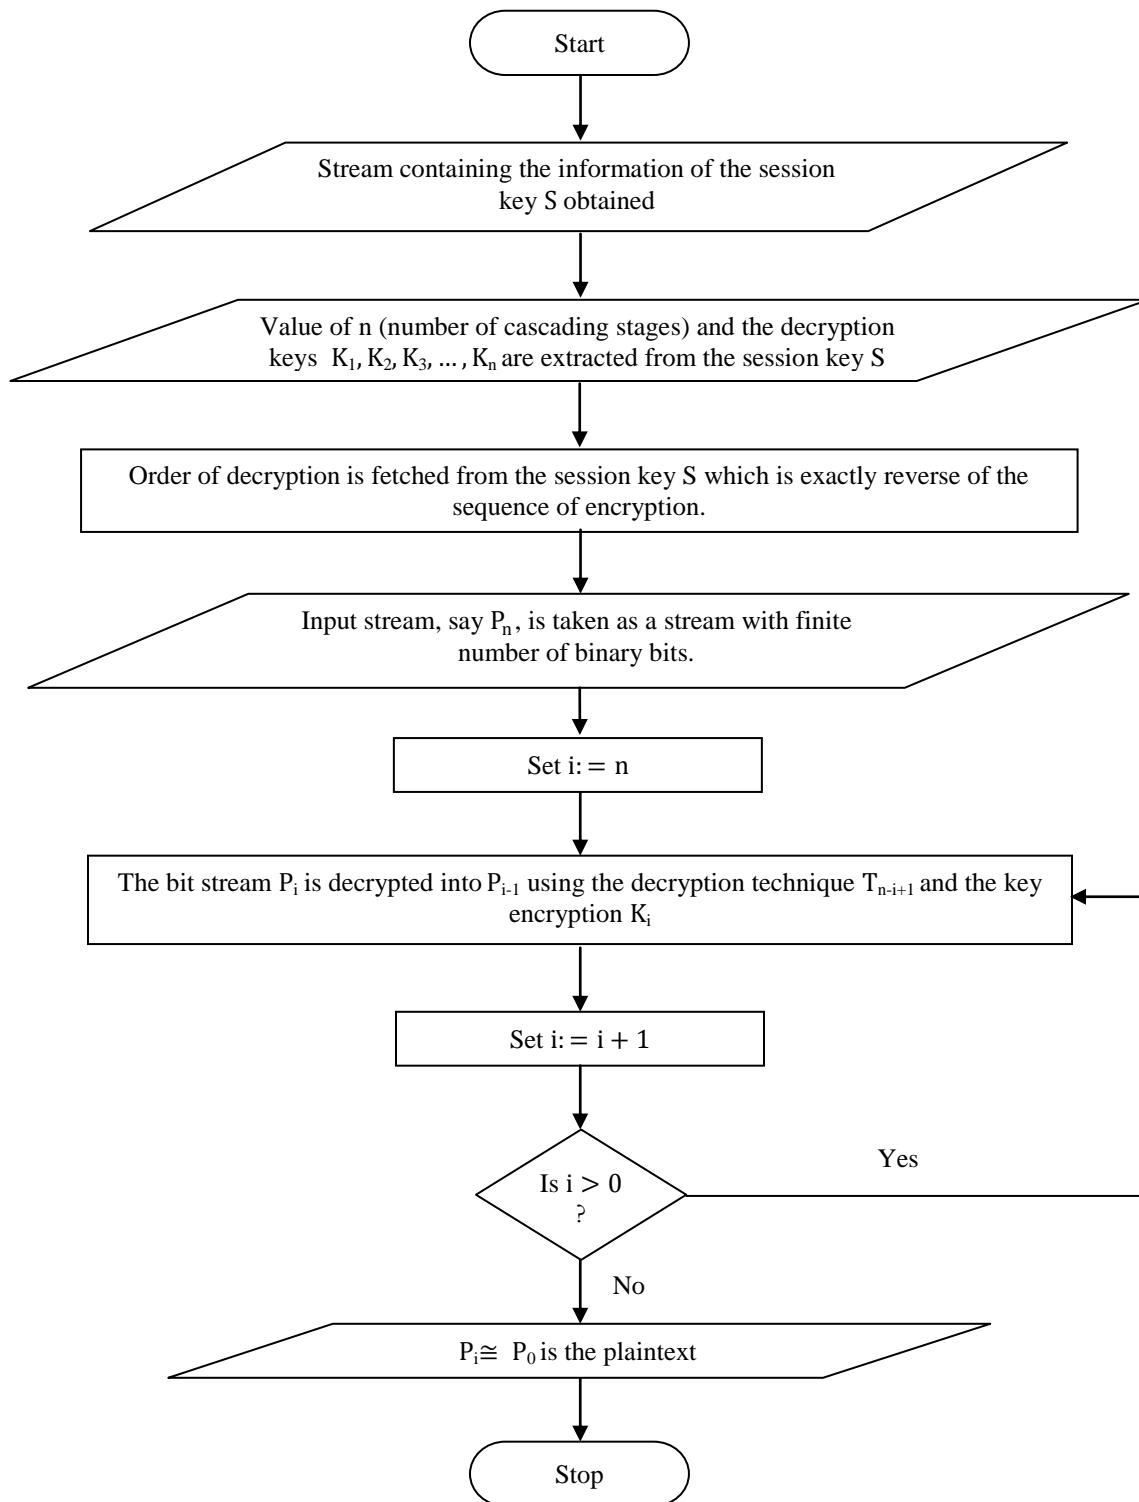 Start
Stream containing the information of the session
key S obtained
Value of n (number of cascading stages) and the decryption
keys K₁, K₂, K₃, … , Kₙ are extracted from the session key S
Order of decryption is fetched from the session key S which is exactly reverse of the
sequence of encryption.
Input stream, say Pₙ, is taken as a stream with finite
number of binary bits.
Set i: = n
The bit stream Pᵢ is decrypted into Pᵢ₋₁ using the decryption technique Tₙ₋ᵢ₊₁ and the key
encryption Kᵢ
Set i: = i + 1
Is i > 0
?
Yes
No
Pᵢ≅ P₀ is the plaintext
Stop